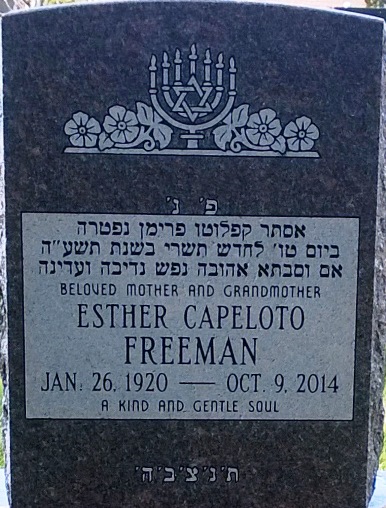 פ' נ'
אסתר קפלוטו פרימן נפטרה
ביום טו' לחדש תשרי בשנת תשע"ה
אם וסבתא אהובה נפש נדיבה ועדינה
BELOVED MOTHER AND GRANDMOTHER
ESTHER CAPELOTO
FREEMAN
JAN. 26, 1920 — OCT. 9, 2014
A KIND AND GENTLE SOUL
ת'נ'צ'ב'ה'